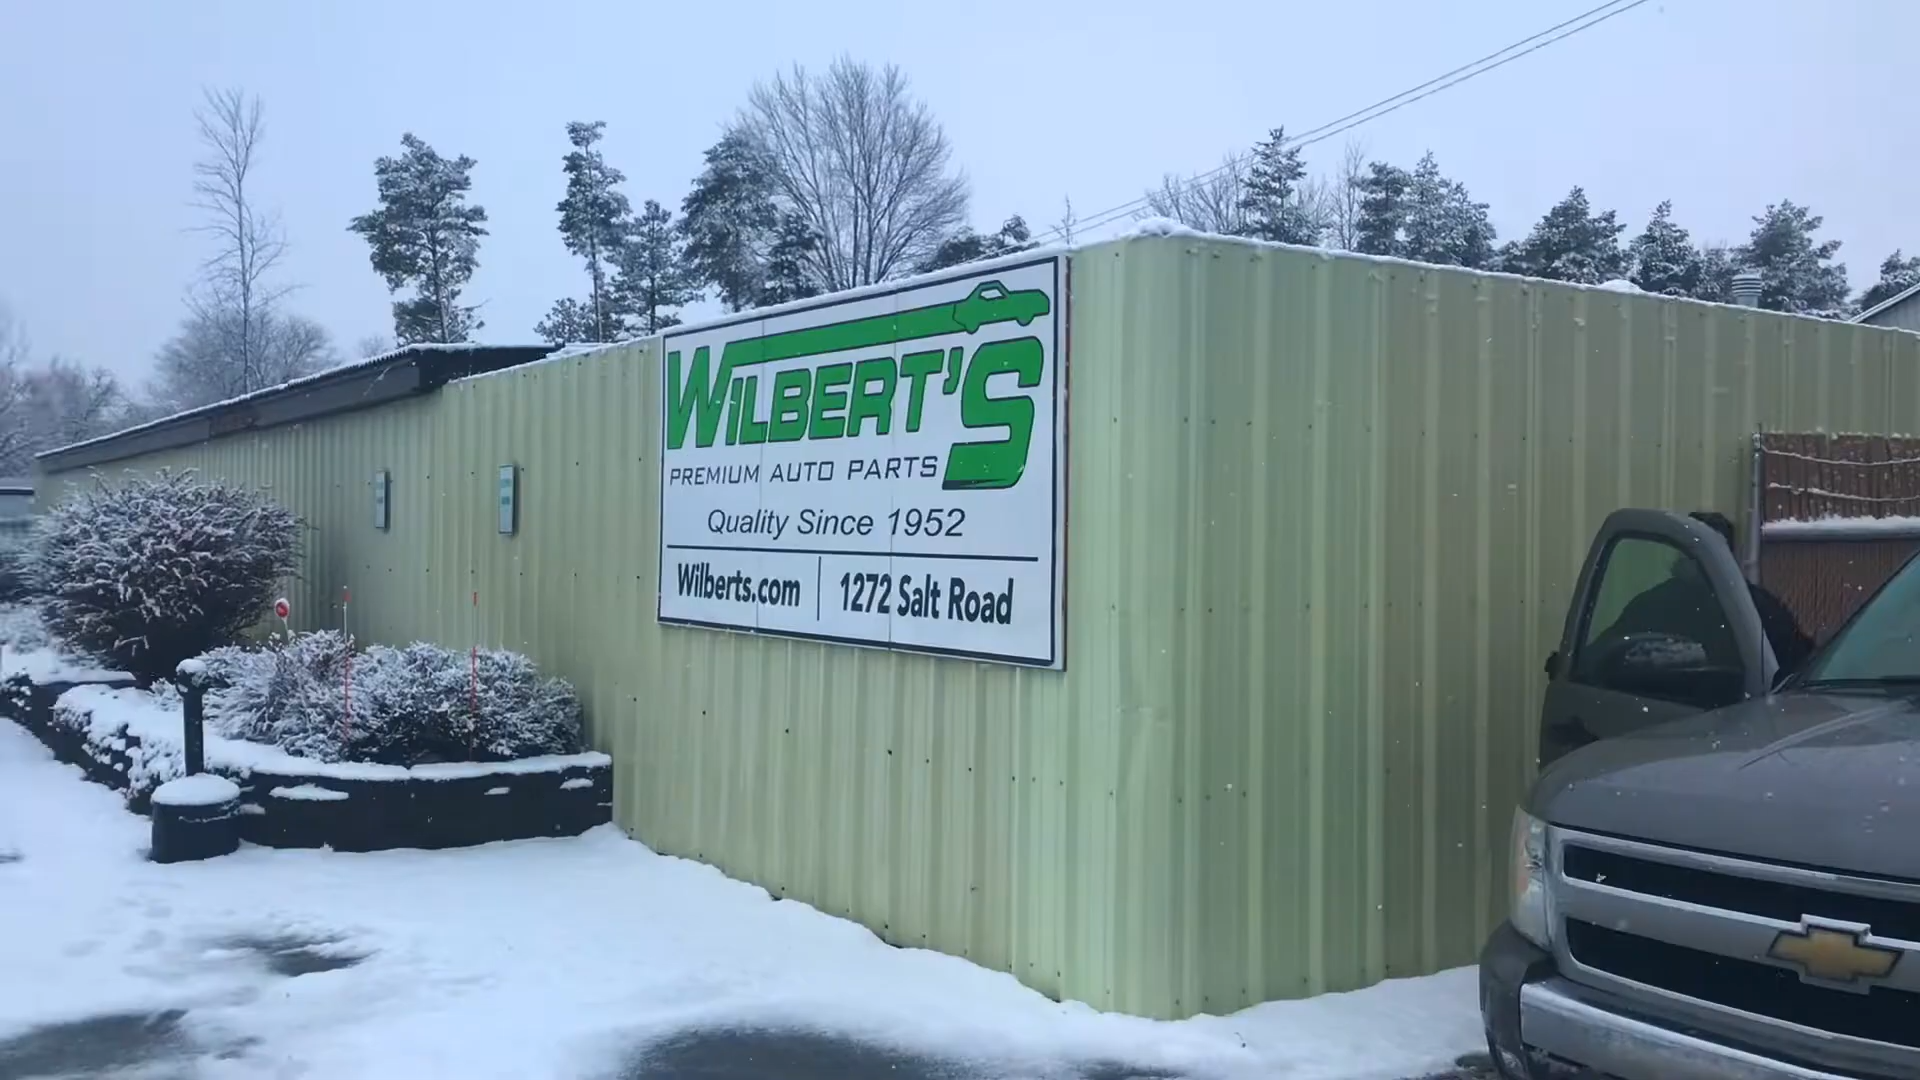 WILBERT'S
PREMIUM AUTO PARTS
Quality Since 1952
Wilberts.com
1272 Salt Road